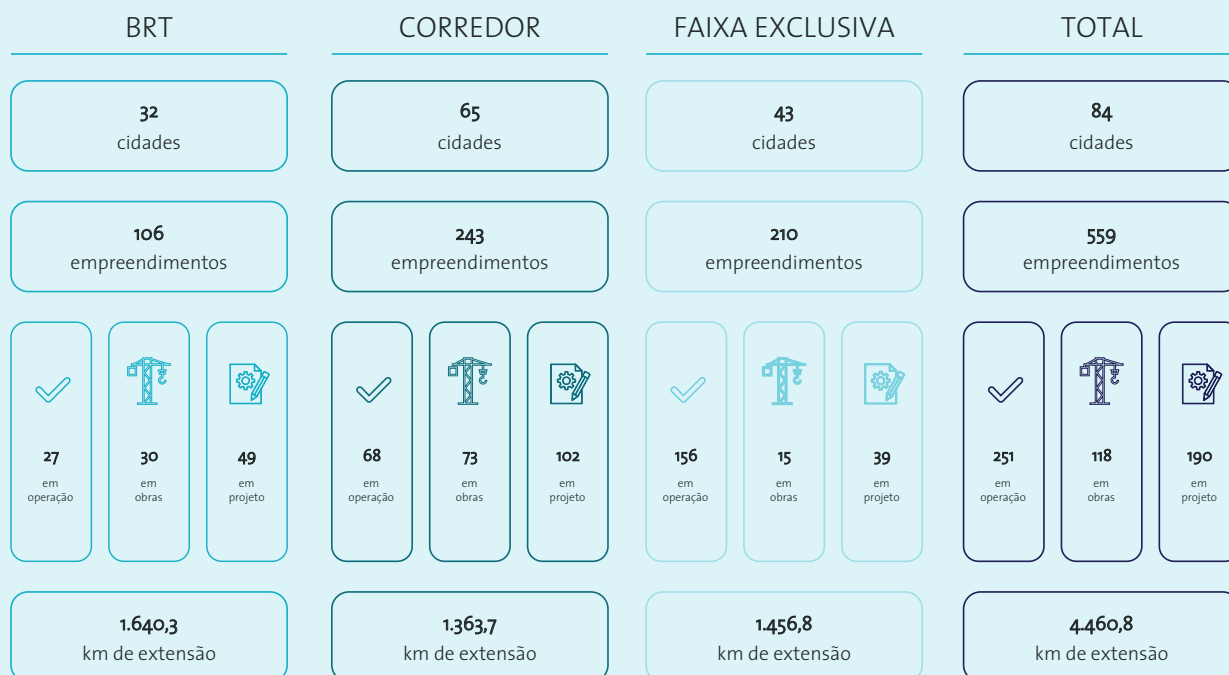 BRT
32
cidades
106
empreendimentos
27
em
operação
30
em
obras
49
em
projeto
1.640,3
km de extensão
CORREDOR
65
cidades
243
empreendimentos
68
em
operação
73
em
obras
102
em
projeto
1.363,7
km de extensão
FAIXA EXCLUSIVA
43
cidades
210
empreendimentos
156
em
operação
15
em
obras
39
em
projeto
1.456,8
km de extensão
TOTAL
84
cidades
559
empreendimentos
251
em
operação
118
em
obras
190
em
projeto
4.460,8
km de extensão